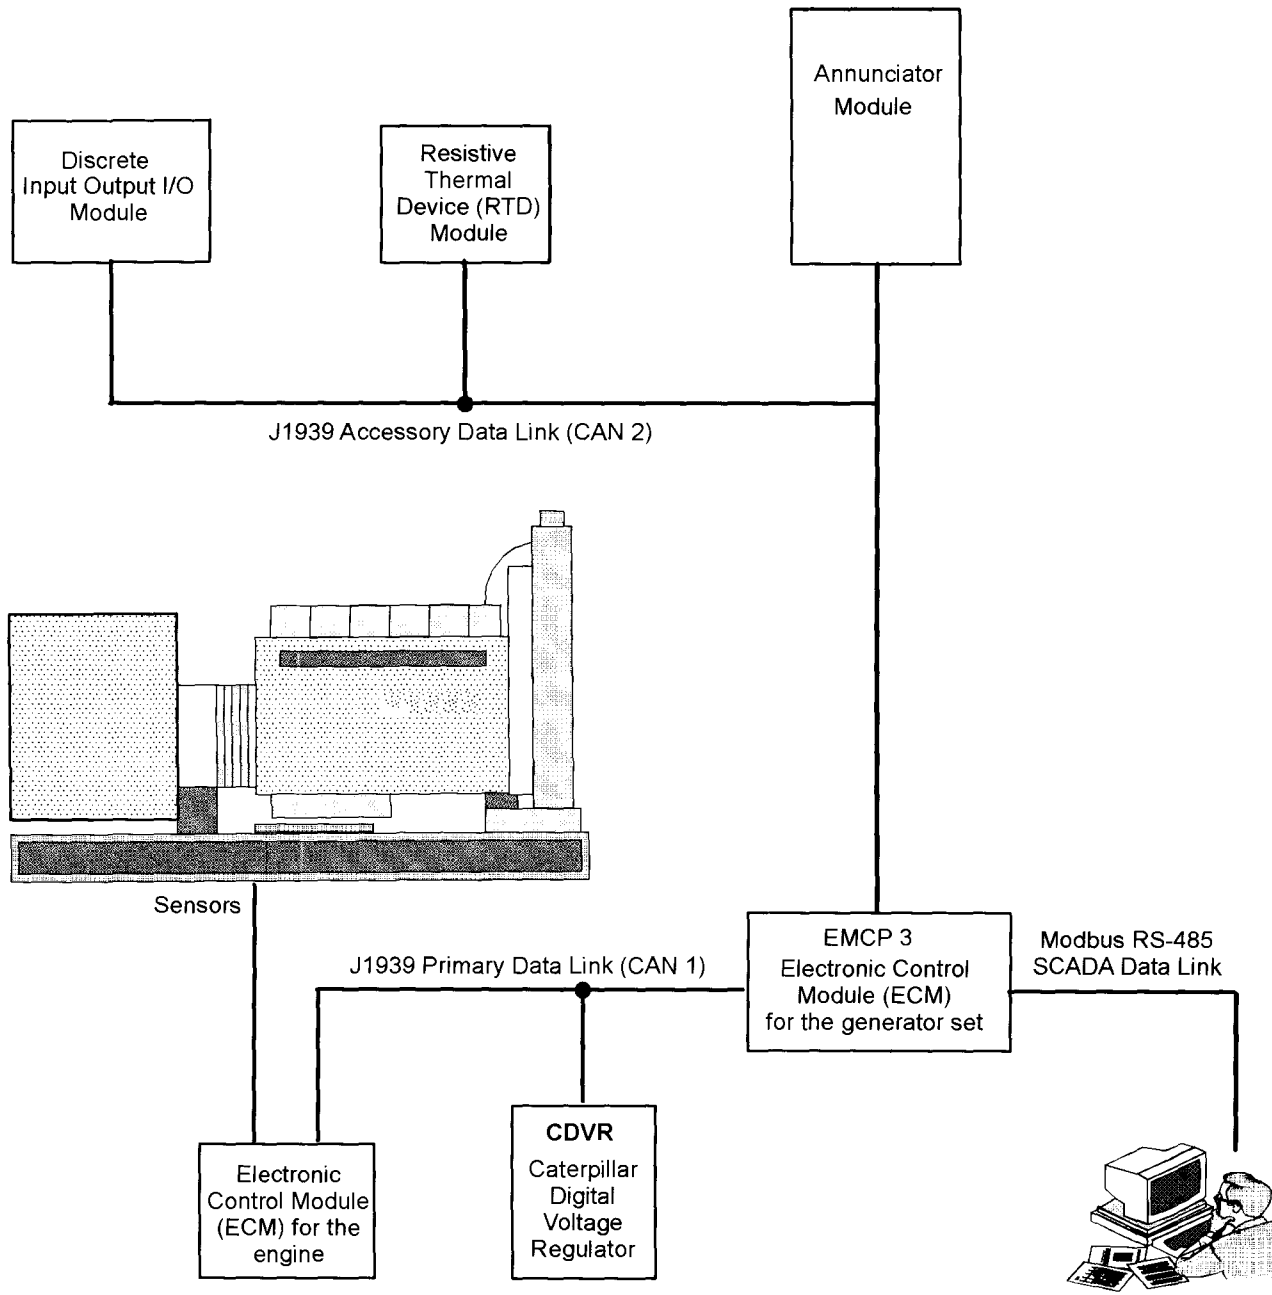 Annunciator
Module
Discrete
Input Output I/O
Module
Resistive
Thermal
Device (RTD)
Module
J1939 Accessory Data Link (CAN 2)
Sensors
J1939 Primary Data Link (CAN 1)
EMCP 3
Electronic Control
Module (ECM)
for the generator set
Modbus RS-485
SCADA Data Link
Electronic
Control Module
(ECM) for the
engine
CDVR
Caterpillar
Digital
Voltage
Regulator